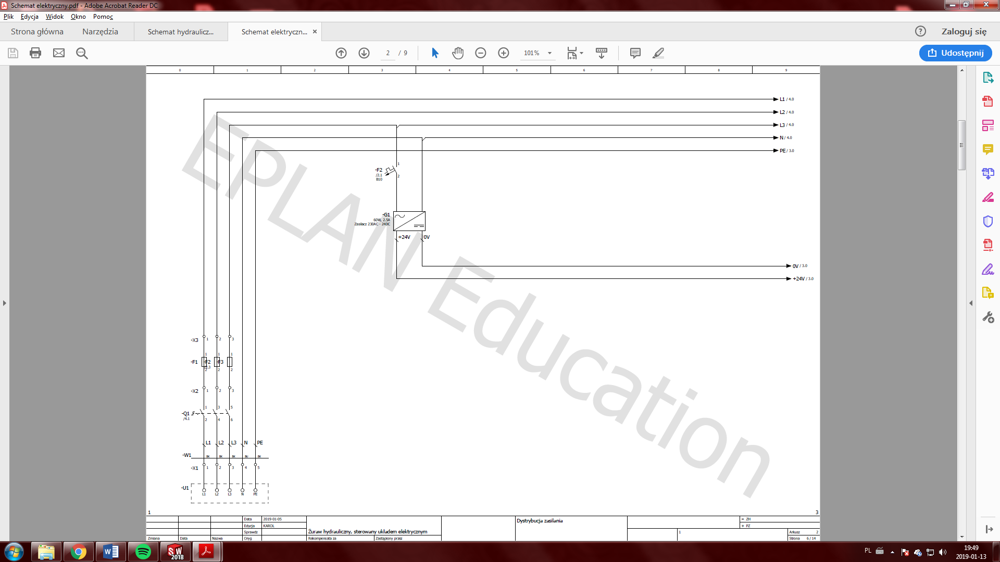 Schemat elektryczny.pdf - Adobe Acrobat Reader DC
Plik Edycja Widok Okno Pomoc
Strona główna Narzędzia Schemat hydraulicz... Schemat elektryczn... × Zaloguj się
2 / 9 101% Udostępnij
0 1 2 3 4 5 6 7 8 9
L1 / 4.0
L2 / 4.0
L3 / 4.0
N / 4.0
PE / 3.0
-F2 1
/2.1 2
B10
-G1
60W, 2.5A
Zasilacz 230AC - 24DC
+24V 0V
0V / 3.0
+24V / 3.0
EPLAN Education
-X3 1 2 3
1 1 1
-F1 -F2 -F3
2 2 2
-X2 1 2 3
1 3 5
-Q1
/4.1 2 4 6
L1 L2 L3 N PE
-W1 BK BK BK BU BK
-X1 1 2 3 4 5
-U1
L1 L2 L3 N PE
1 3
Data 2019-01-05 Dystrybucja zasilania = ZH
Edycja KAROL + PZ
Sprawdz Żuraw hydrauliczny, sterowany układem elektrycznym 1 Arkusz 2
Zmiana Data Nazwa Oryg Rekompensata za Zastąpiony przez Strona 6 / 14
SW 2018
PL 19:49
2019-01-13